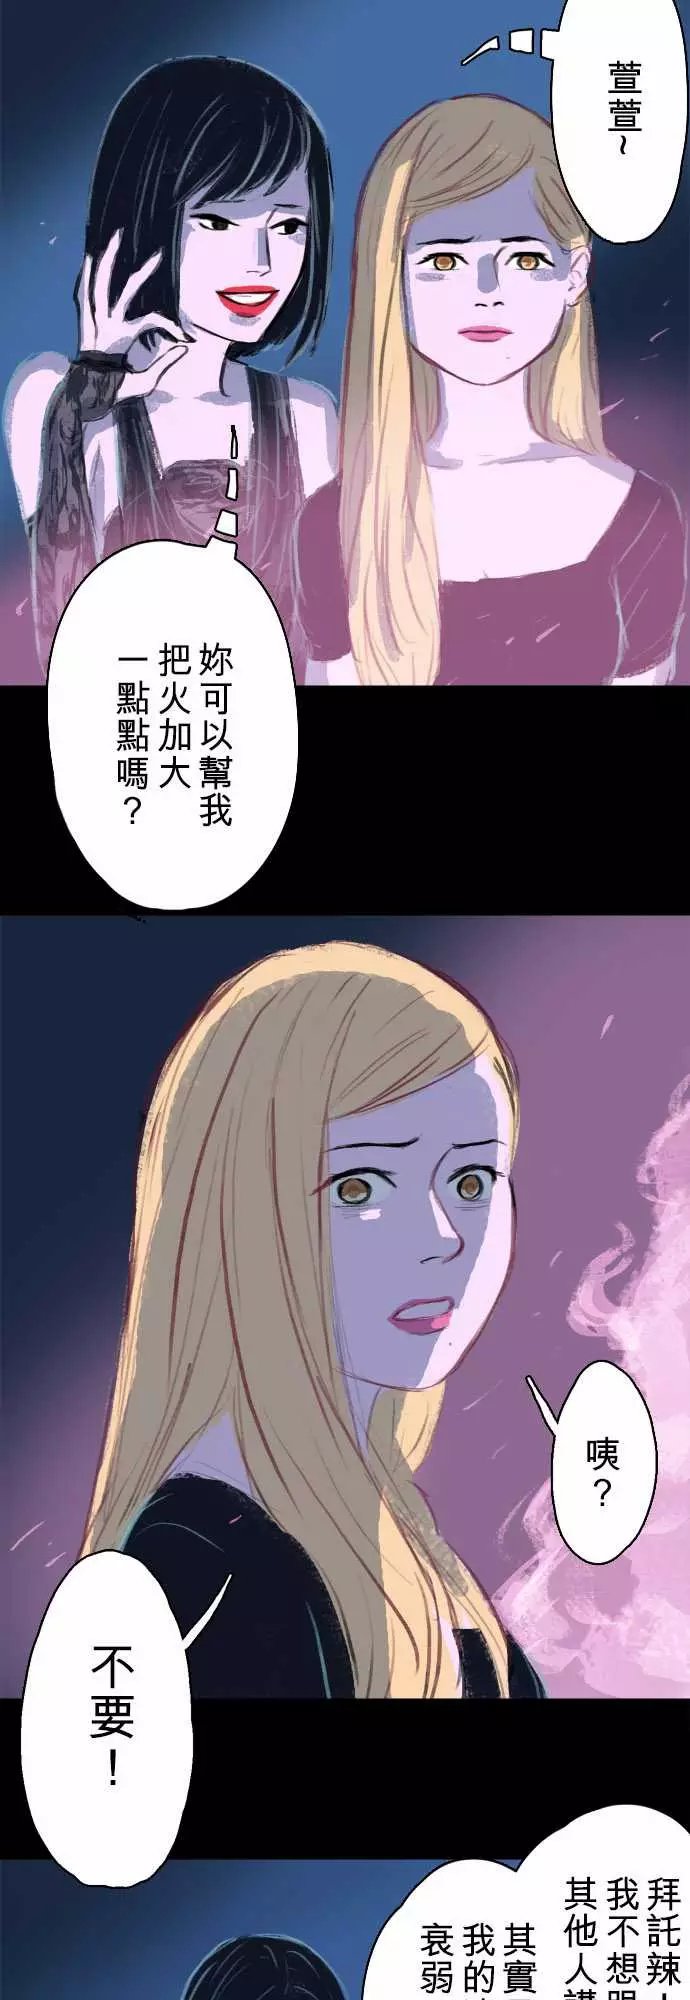 萱萱~
妳可以幫我
把火加大
一點點嗎?
咦?
不要!
拜託辣
我不想跟
其他人講
其實
我的
衰弱